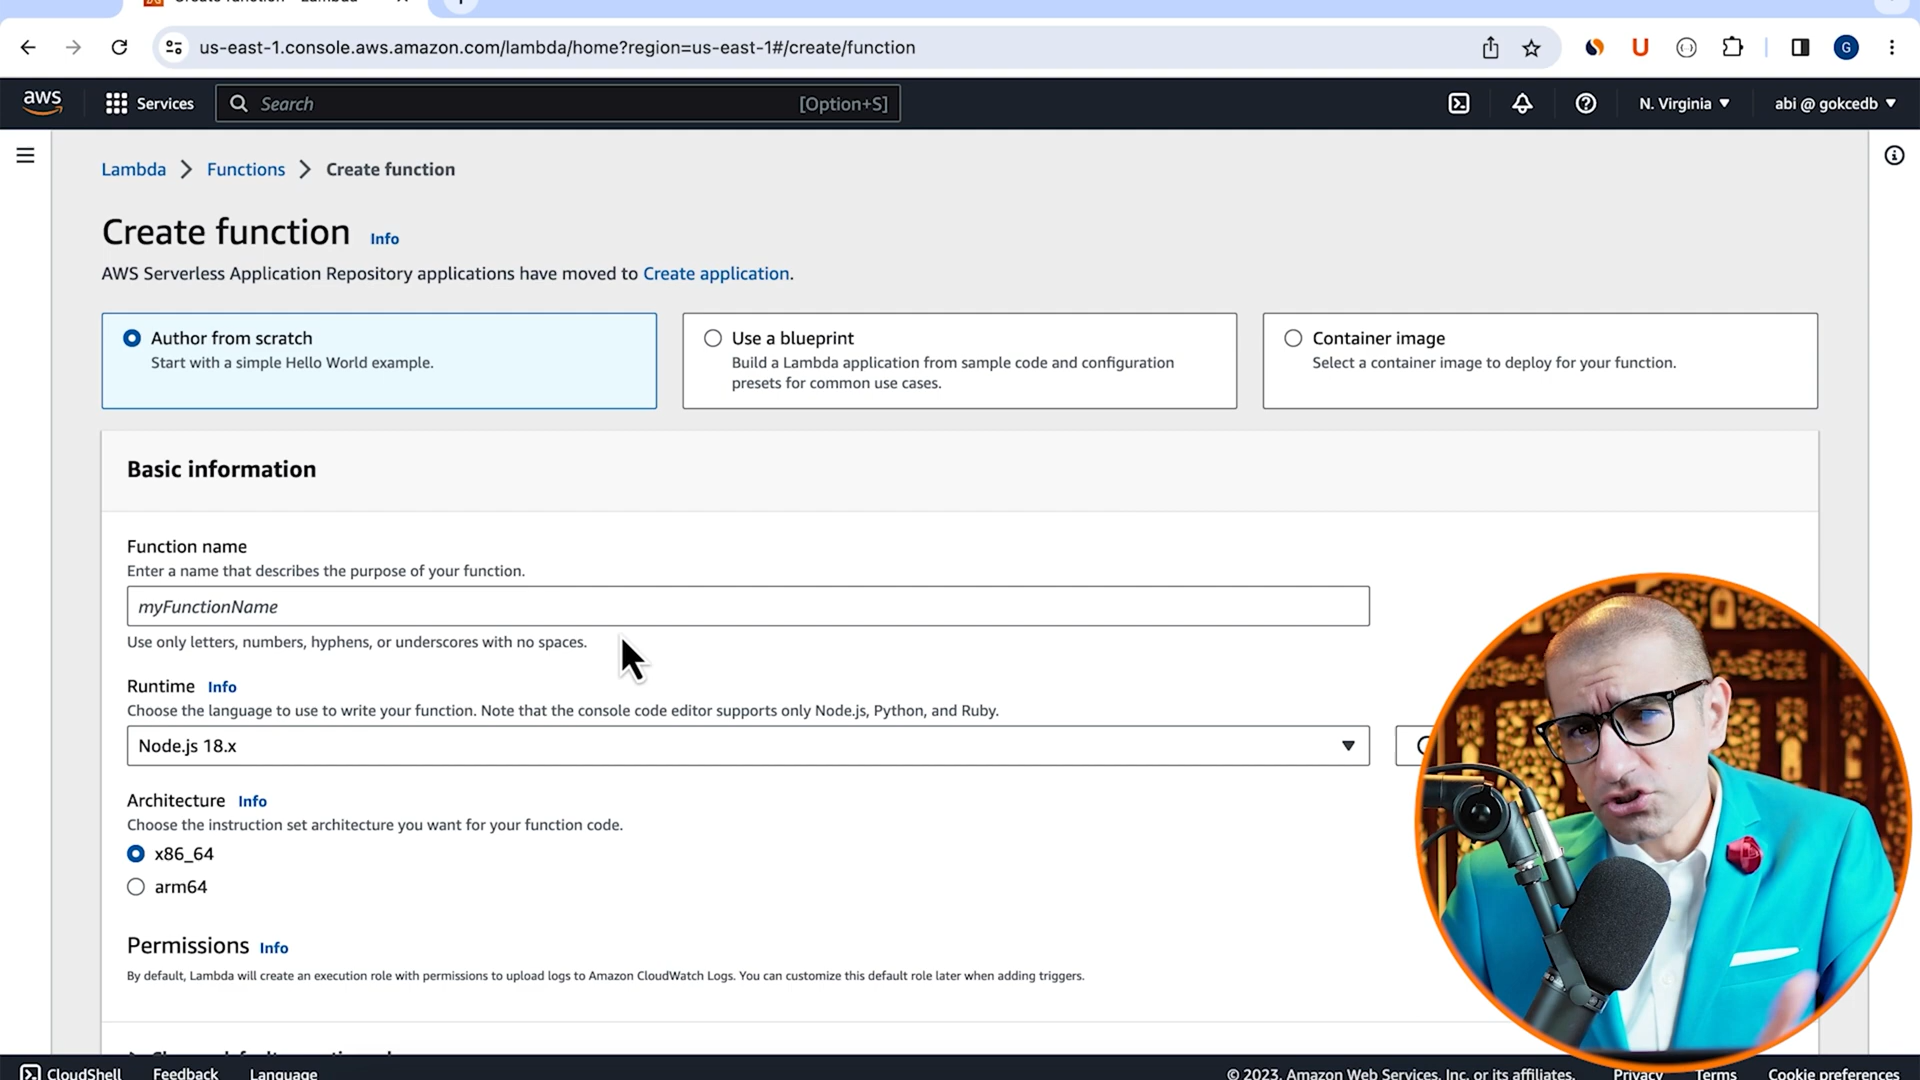 us-east-1.console.aws.amazon.com/lambda/home?region=us-east-1#/create/function
G
aws
Services
Search
[Option+S]
N. Virginia
abi @ gokcedb
Lambda
Functions
Create function
Create function
Info
AWS Serverless Application Repository applications have moved to Create application.
Author from scratch
Start with a simple Hello World example.
Use a blueprint
Build a Lambda application from sample code and configuration
presets for common use cases.
Container image
Select a container image to deploy for your function.
Basic information
Function name
Enter a name that describes the purpose of your function.
myFunctionName
Use only letters, numbers, hyphens, or underscores with no spaces.
Runtime
Info
Choose the language to use to write your function. Note that the console code editor supports only Node.js, Python, and Ruby.
Node.js 18.x
Architecture
Info
Choose the instruction set architecture you want for your function code.
x86_64
arm64
Permissions
Info
By default, Lambda will create an execution role with permissions to upload logs to Amazon CloudWatch Logs. You can customize this default role later when adding triggers.
CloudShell
Feedback
Language
© 2023, Amazon Web Services, Inc. or its affiliates.
Privacy
Terms
Cookie preferences